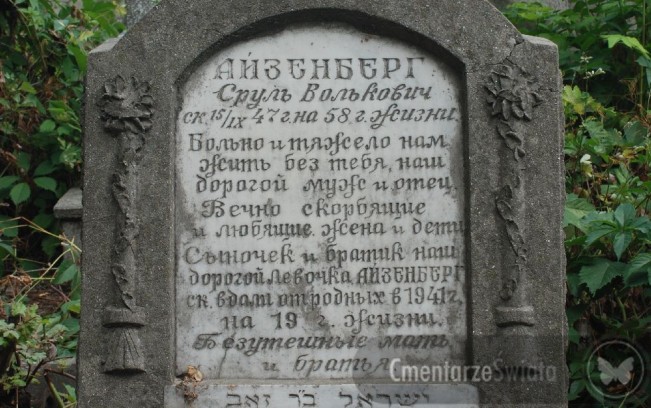 АЙЗЕНБЕРГ
Сруль Волькович
ск. 15/IX 47 г. на 58 г. жизни.
Больно и тяжело нам
жить без тебя, наш
дорогой муж и отец.
Вечно скорбящие
и любящие жена и дети
Сыночек и братик наш
дорогой Левочка АЙЗЕНБЕРГ
ск. вдали от родных в 1941 г.
на 19 г. жизни.
Безутешные мать
и братья
ישראל ב״ר זאב
CmentarzeSwiata